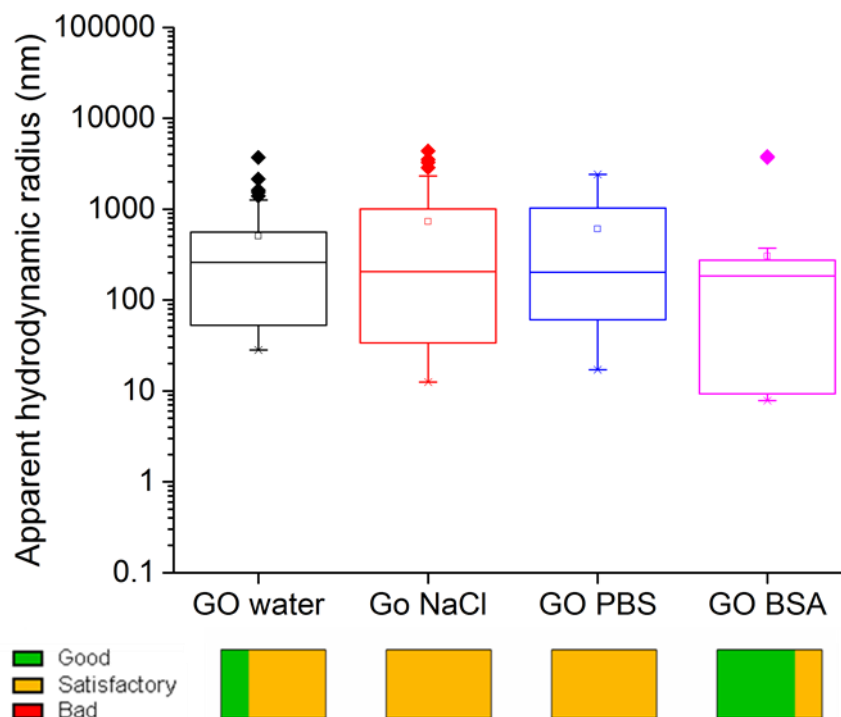 Apparent hydrodynamic radius (nm)
100000
10000
1000
100
10
1
0.1
GO water Go NaCl GO PBS GO BSA
Good
Satisfactory
Bad